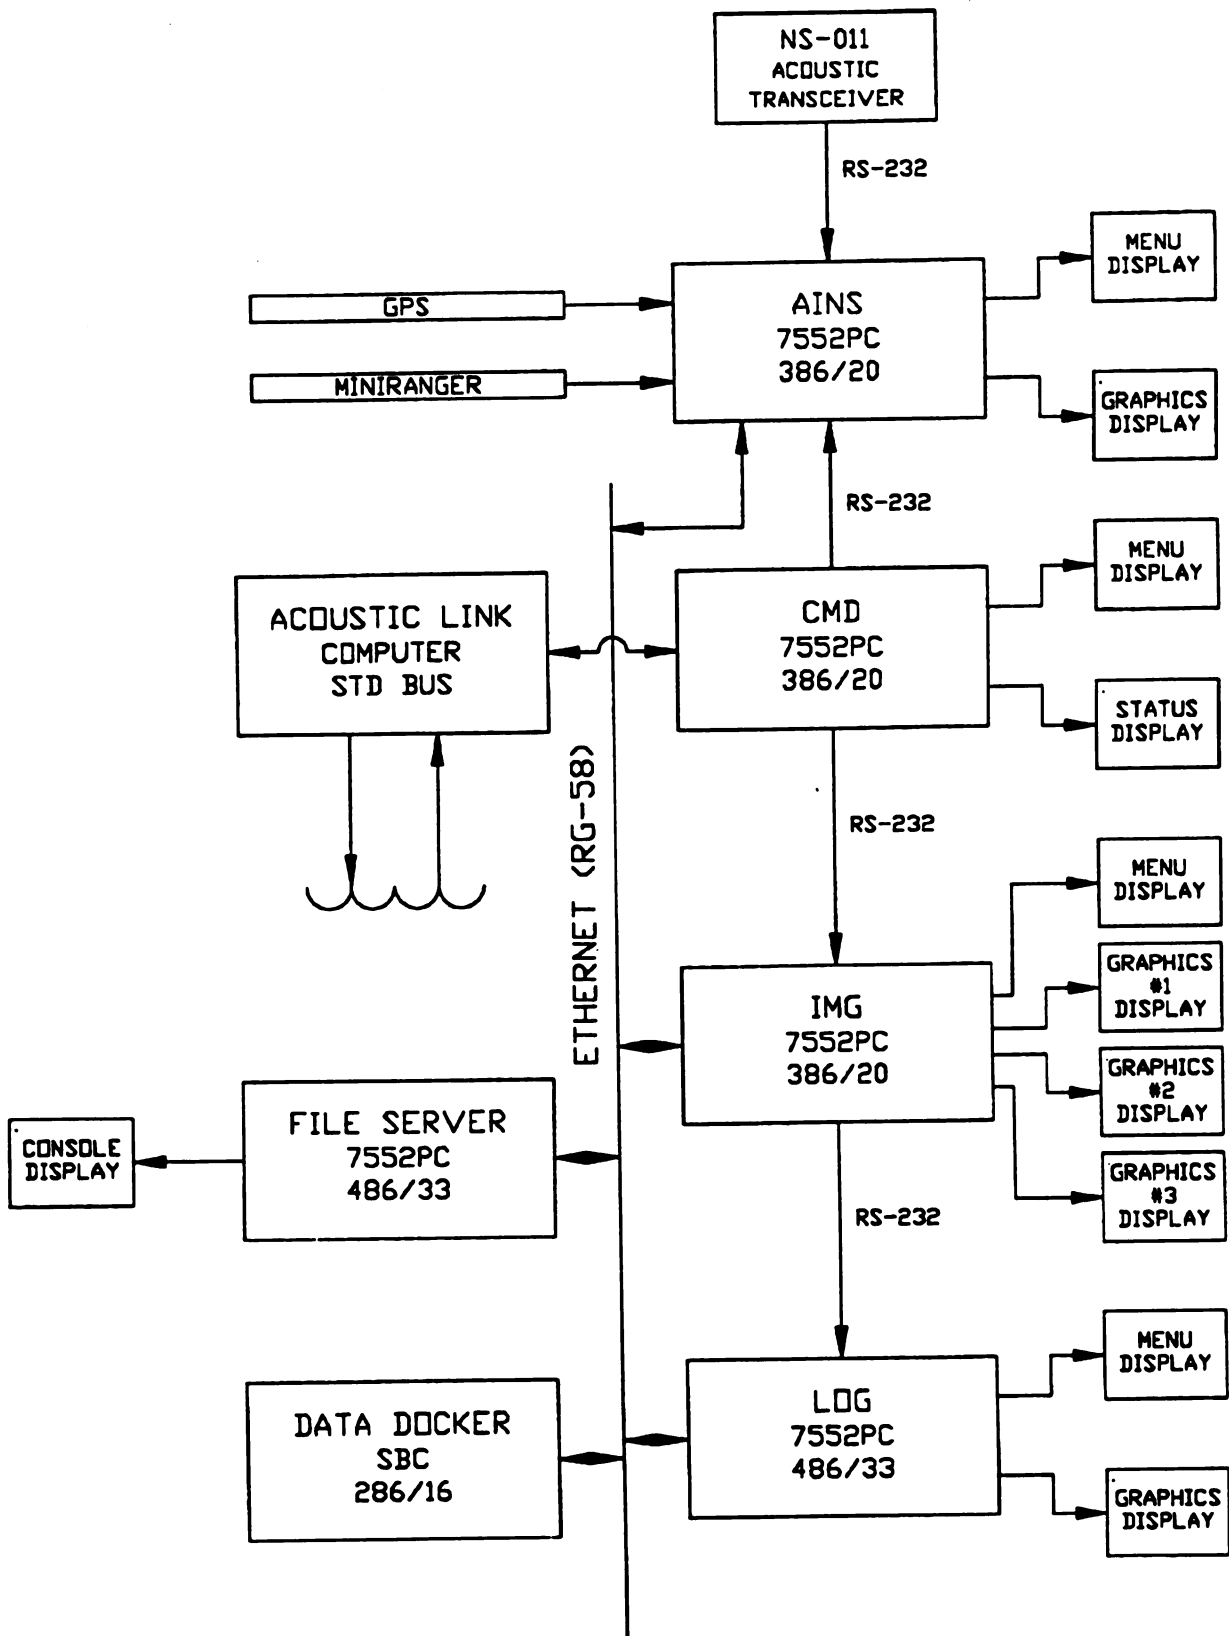 NS-011
ACOUSTIC
TRANSCEIVER
RS-232
MENU
DISPLAY
GPS
AINS
7552PC
386/20
MINIRANGER
GRAPHICS
DISPLAY
RS-232
MENU
DISPLAY
ACOUSTIC LINK
COMPUTER
STD BUS
CMD
7552PC
386/20
STATUS
DISPLAY
ETHERNET (RG-58)
RS-232
MENU
DISPLAY
GRAPHICS
#1
DISPLAY
IMG
7552PC
386/20
GRAPHICS
#2
DISPLAY
CONSOLE
DISPLAY
FILE SERVER
7552PC
486/33
GRAPHICS
#3
DISPLAY
RS-232
MENU
DISPLAY
DATA DOCKER
SBC
286/16
LOG
7552PC
486/33
GRAPHICS
DISPLAY